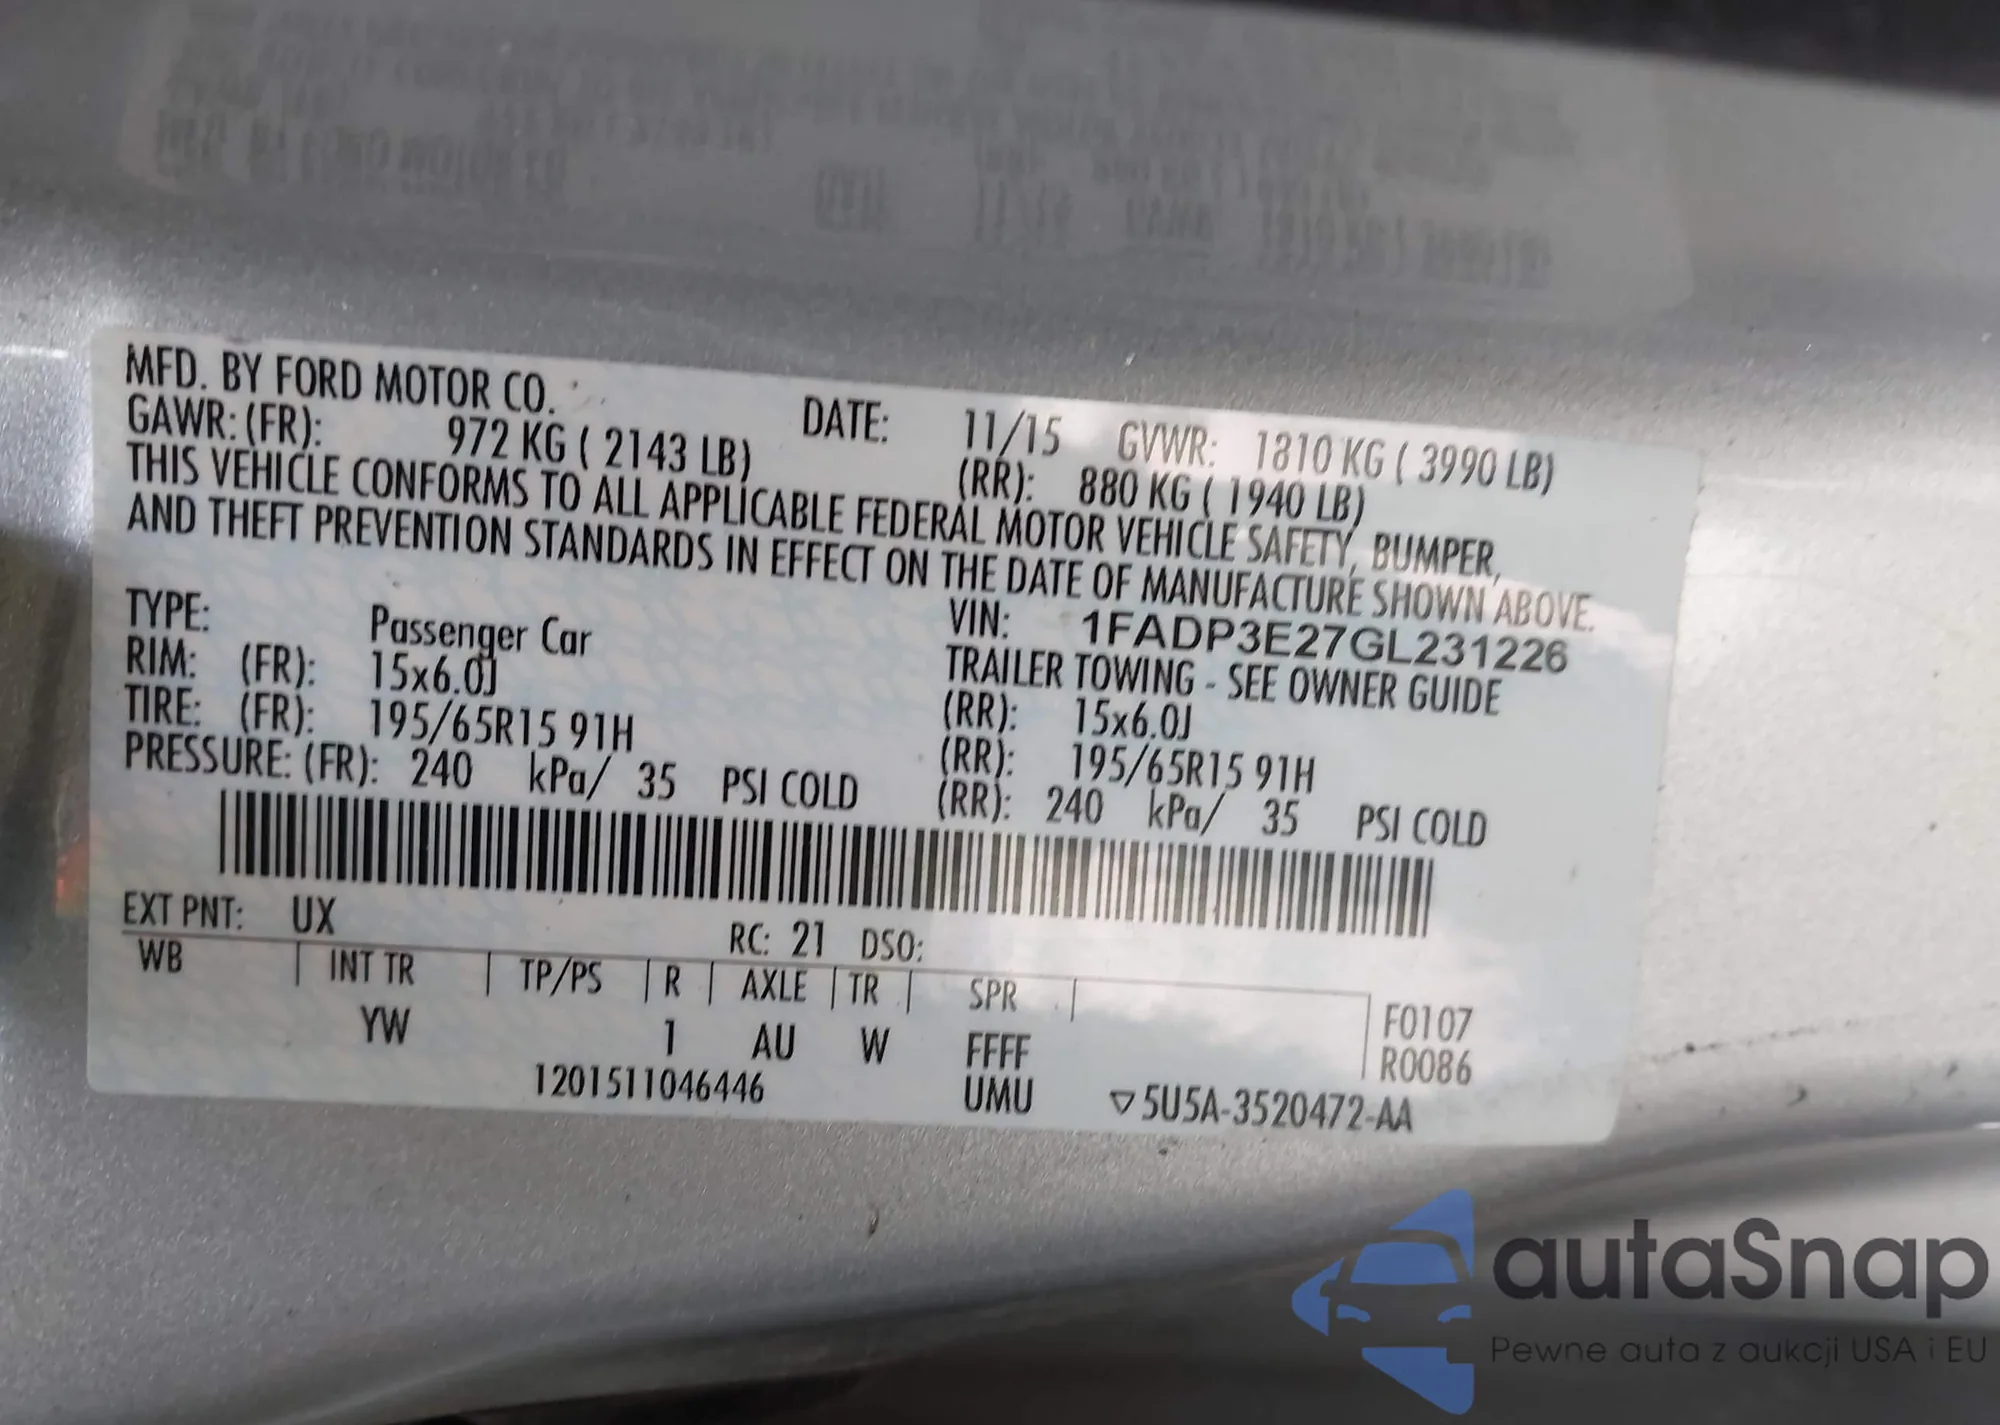 MFD. BY FORD MOTOR CO. DATE: 11/15 GVWR: 1810 KG ( 3990 LB)
GAWR: (FR): 972 KG ( 2143 LB) (RR): 880 KG ( 1940 LB)
THIS VEHICLE CONFORMS TO ALL APPLICABLE FEDERAL MOTOR VEHICLE SAFETY, BUMPER,
AND THEFT PREVENTION STANDARDS IN EFFECT ON THE DATE OF MANUFACTURE SHOWN ABOVE.
VIN: 1FADP3E27GL231226
TYPE: Passenger Car TRAILER TOWING - SEE OWNER GUIDE
RIM: (FR): 15x6.0J (RR): 15x6.0J
TIRE: (FR): 195/65R15 91H (RR): 195/65R15 91H
PRESSURE: (FR): 240 kPa/ 35 PSI COLD (RR): 240 kPa/ 35 PSI COLD
EXT PNT: UX RC: 21 DSO:
WB INT TR TP/PS R AXLE TR SPR
F0107
YW 1 AU W FFFF R0086
1201511046446 UMU ▽5U5A-3520472-AA
autaSnap
Pewne auta z aukcji USA i EU